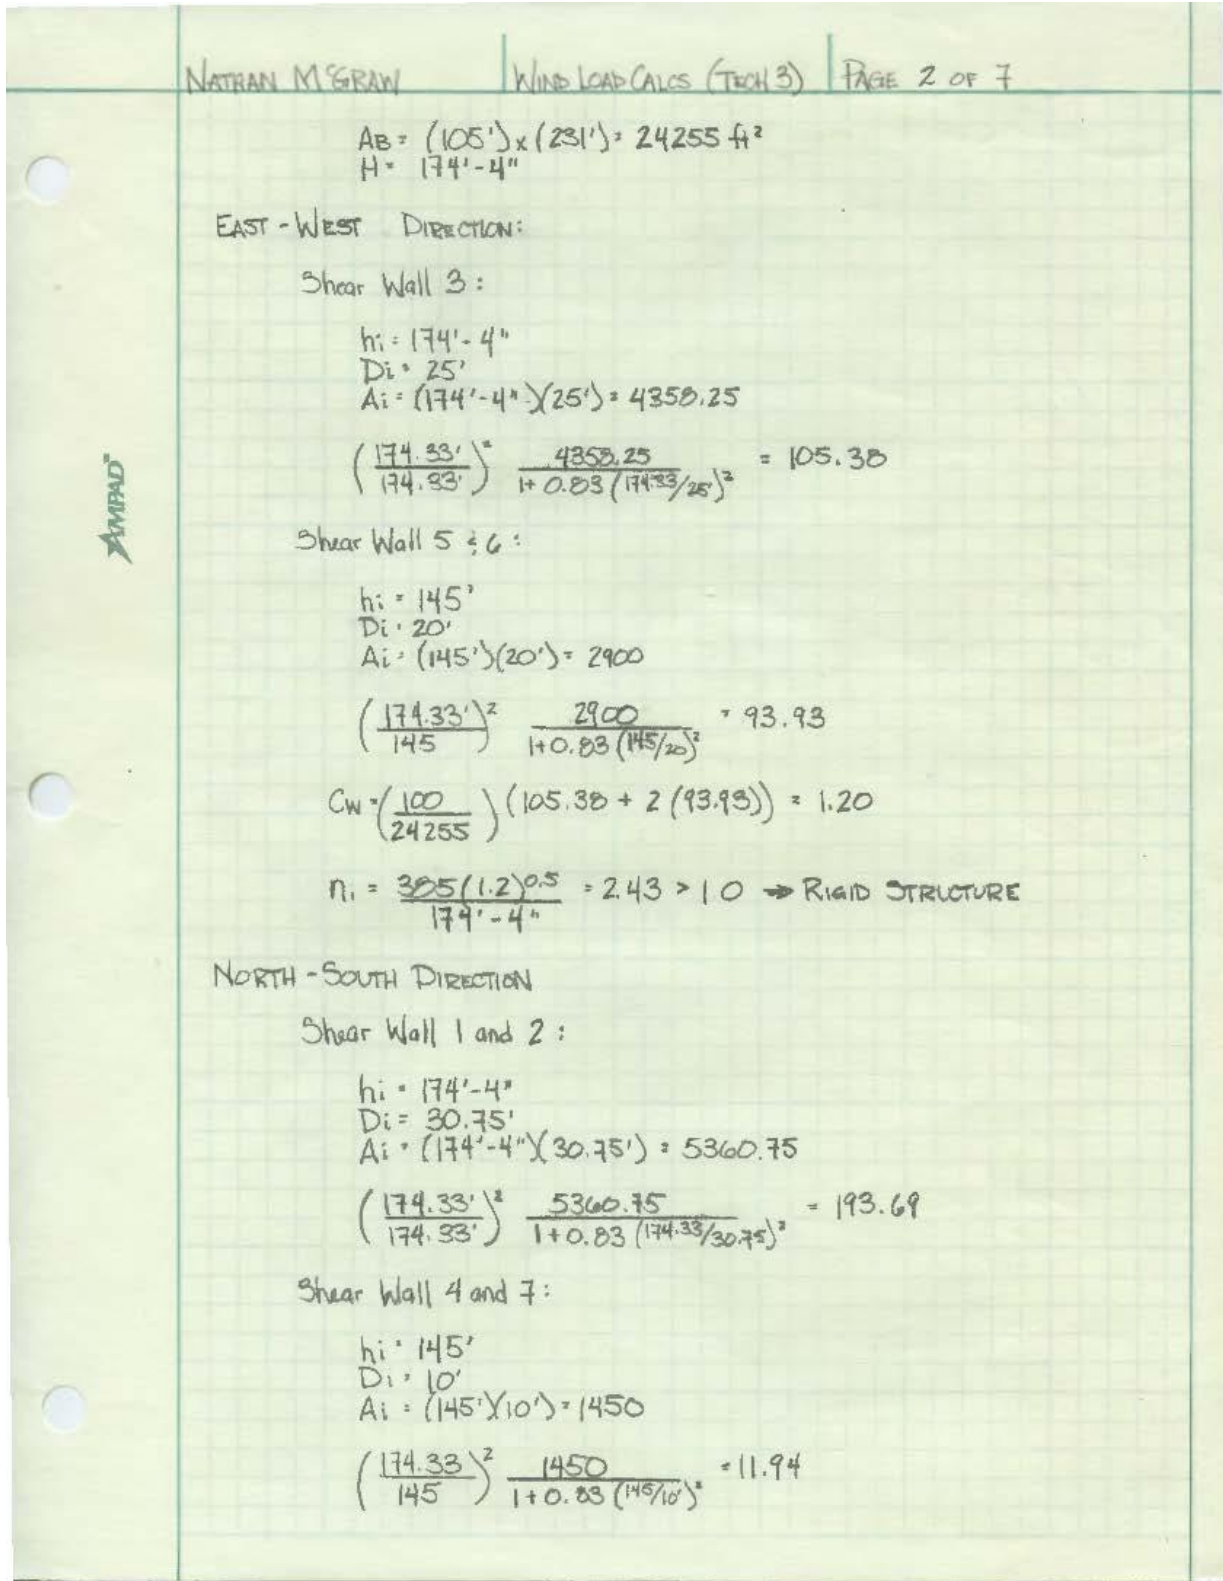 NATHAN McGRAW | WIND LOAD CALCS (TECH 3) | PAGE 2 OF 7
AB = (105') x (231') = 24255 ft²
H = 174'-4"
EAST - WEST DIRECTION:
Shear Wall 3:
hi = 174'-4"
Di = 25'
Ai = (174'-4")(25') = 4358.25
(174.33'/174.33')² 4358.25/(1+0.83(174.33/25')²) = 105.38
AMPAD®
Shear Wall 5 & 6:
hi = 145'
Di = 20'
Ai = (145')(20') = 2900
(174.33'/145)² 2900/(1+0.83(145/20)²) = 93.93
Cw = (100/24255)(105.38 + 2(93.93)) = 1.20
n₁ = 385(1.2)^0.5/174'-4" = 2.43 > 1.0 → RIGID STRUCTURE
NORTH - SOUTH DIRECTION
Shear Wall 1 and 2:
hi = 174'-4"
Di = 30.75'
Ai = (174'-4")(30.75') = 5360.75
(174.33'/174.33')² 5360.75/(1+0.83(174.33/30.75)²) = 193.69
Shear Wall 4 and 7:
hi = 145'
Di = 10'
Ai = (145')(10') = 1450
(174.33/145)² 1450/(1+0.83(145/10')²) = 11.94